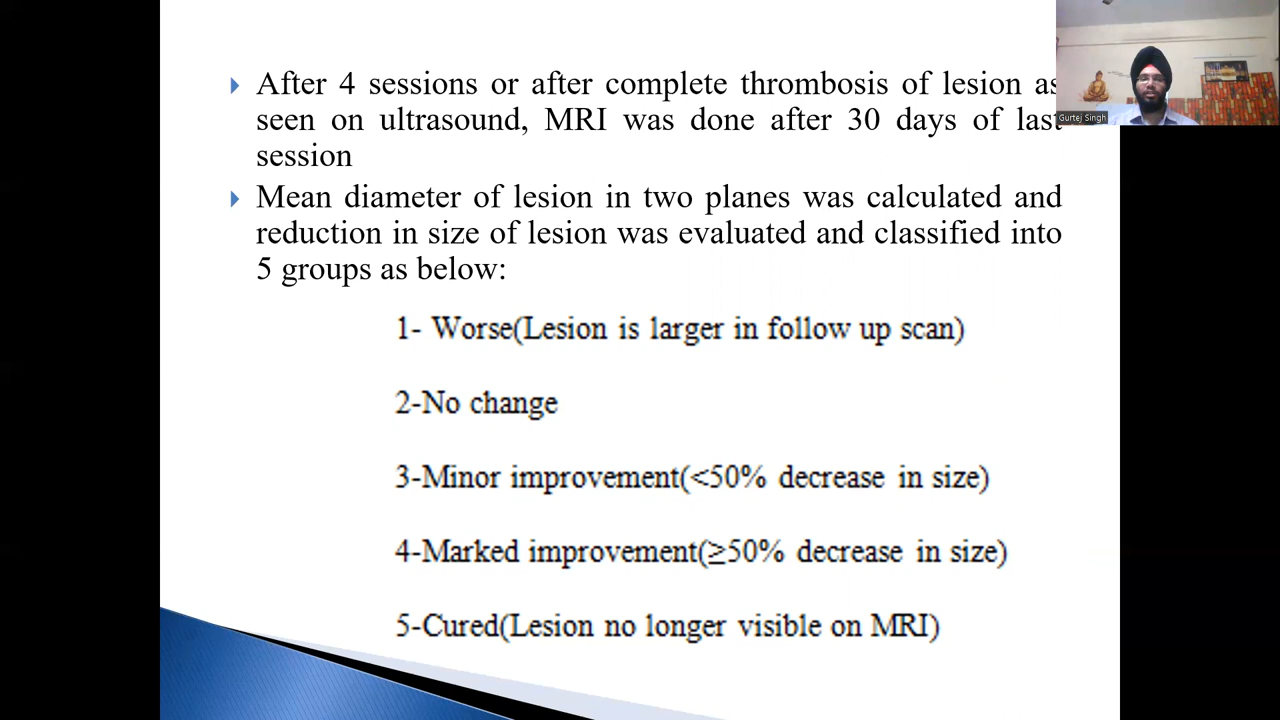 After 4 sessions or after complete thrombosis of lesion as
seen on ultrasound, MRI was done after 30 days of last
session
Mean diameter of lesion in two planes was calculated and
reduction in size of lesion was evaluated and classified into
5 groups as below:
1- Worse(Lesion is larger in follow up scan)
2-No change
3-Minor improvement(<50% decrease in size)
4-Marked improvement(≥50% decrease in size)
5-Cured(Lesion no longer visible on MRI)
Gurtej Singh